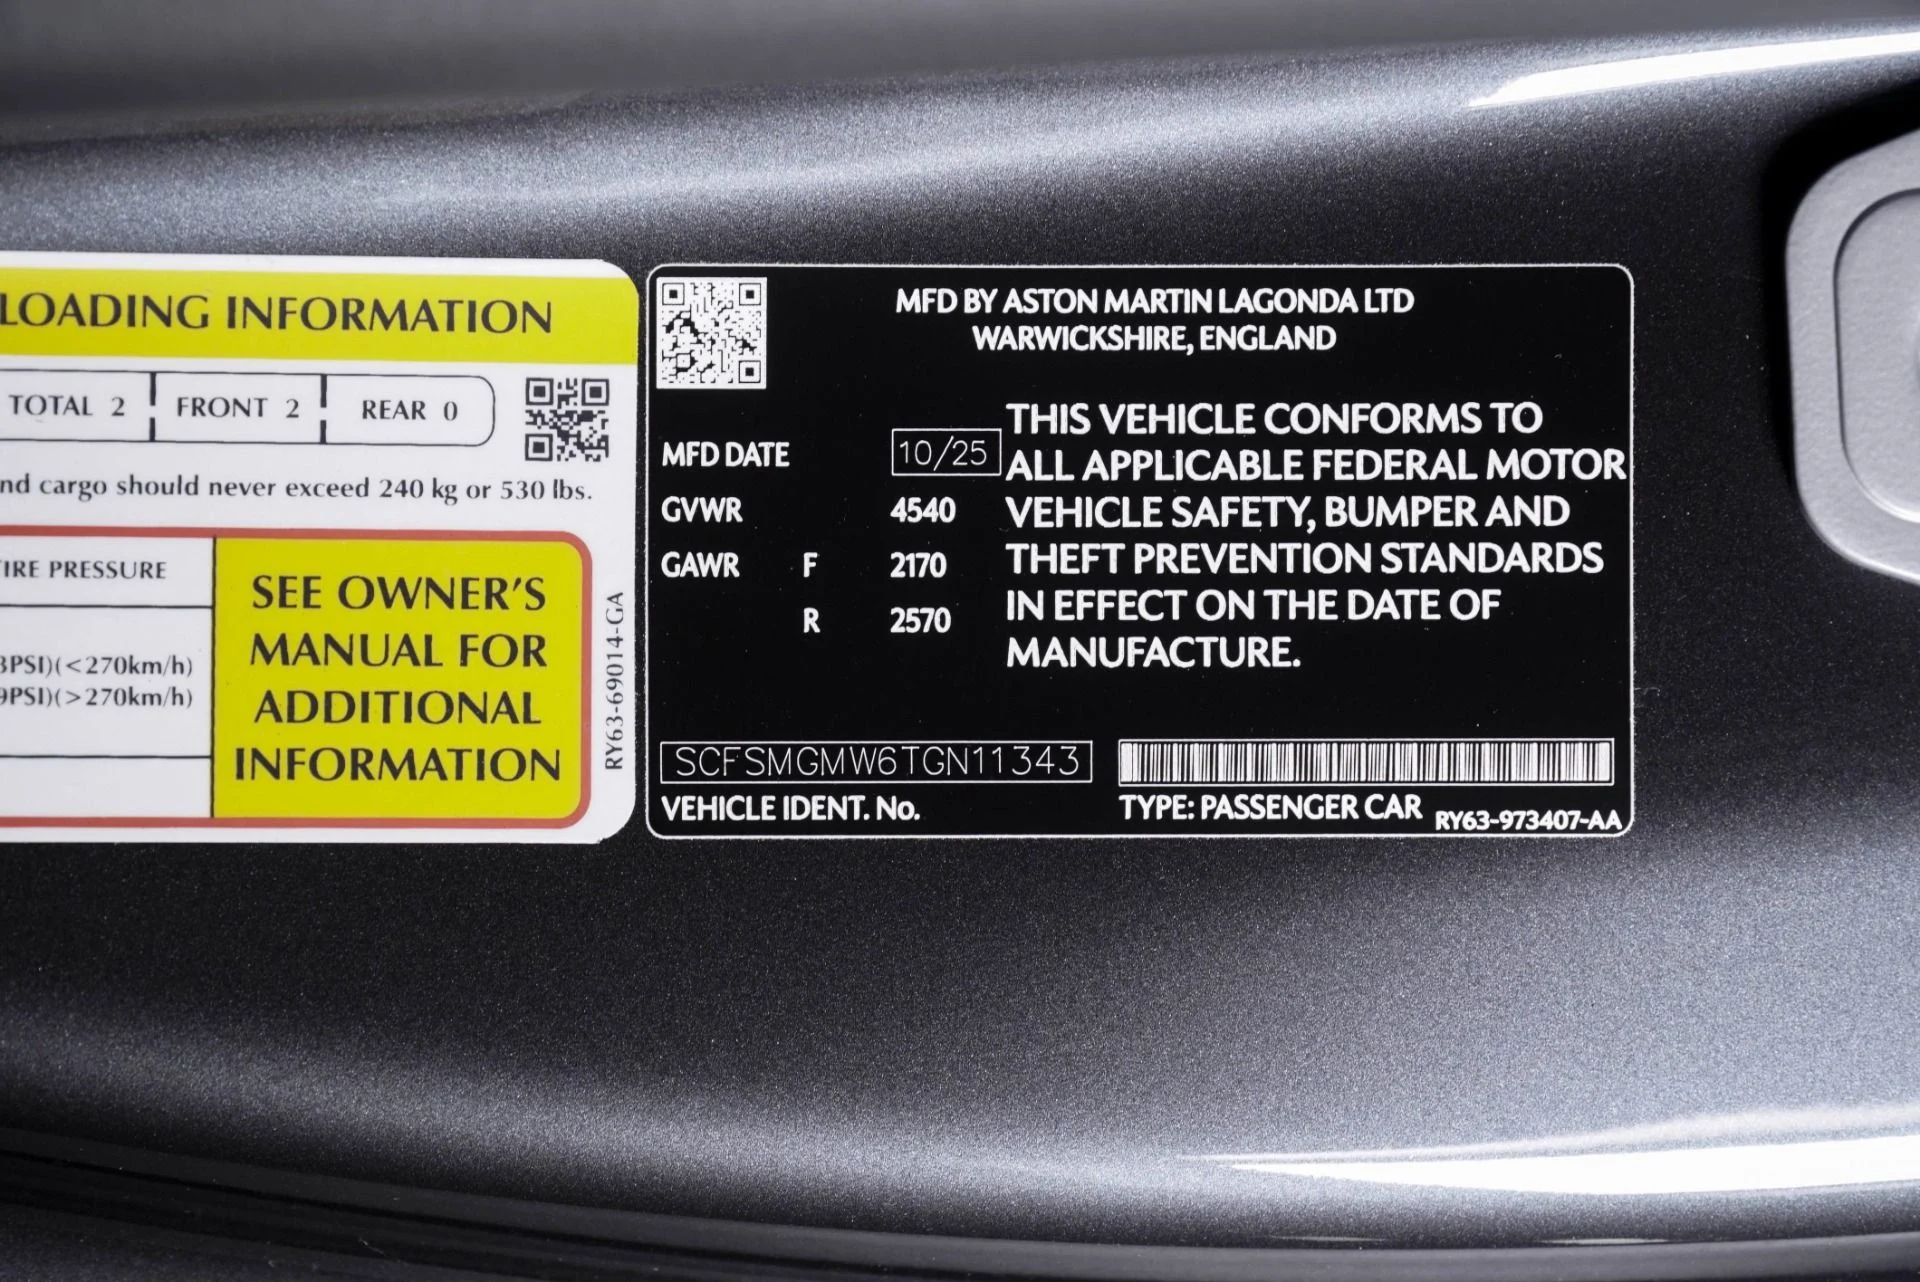 LOADING INFORMATION
TOTAL 2 FRONT 2 REAR 0
nd cargo should never exceed 240 kg or 530 lbs.
IRE PRESSURE
PSI)(<270km/h)
9PSI)(>270km/h)
SEE OWNER'S
MANUAL FOR
ADDITIONAL
INFORMATION
RY63-69014-GA
MFD BY ASTON MARTIN LAGONDA LTD
WARWICKSHIRE, ENGLAND
MFD DATE 10/25
GVWR 4540
GAWR F 2170
R 2570
THIS VEHICLE CONFORMS TO
ALL APPLICABLE FEDERAL MOTOR
VEHICLE SAFETY, BUMPER AND
THEFT PREVENTION STANDARDS
IN EFFECT ON THE DATE OF
MANUFACTURE.
SCFSMGMW6TGN11343
VEHICLE IDENT. No.
TYPE: PASSENGER CAR RY63-973407-AA